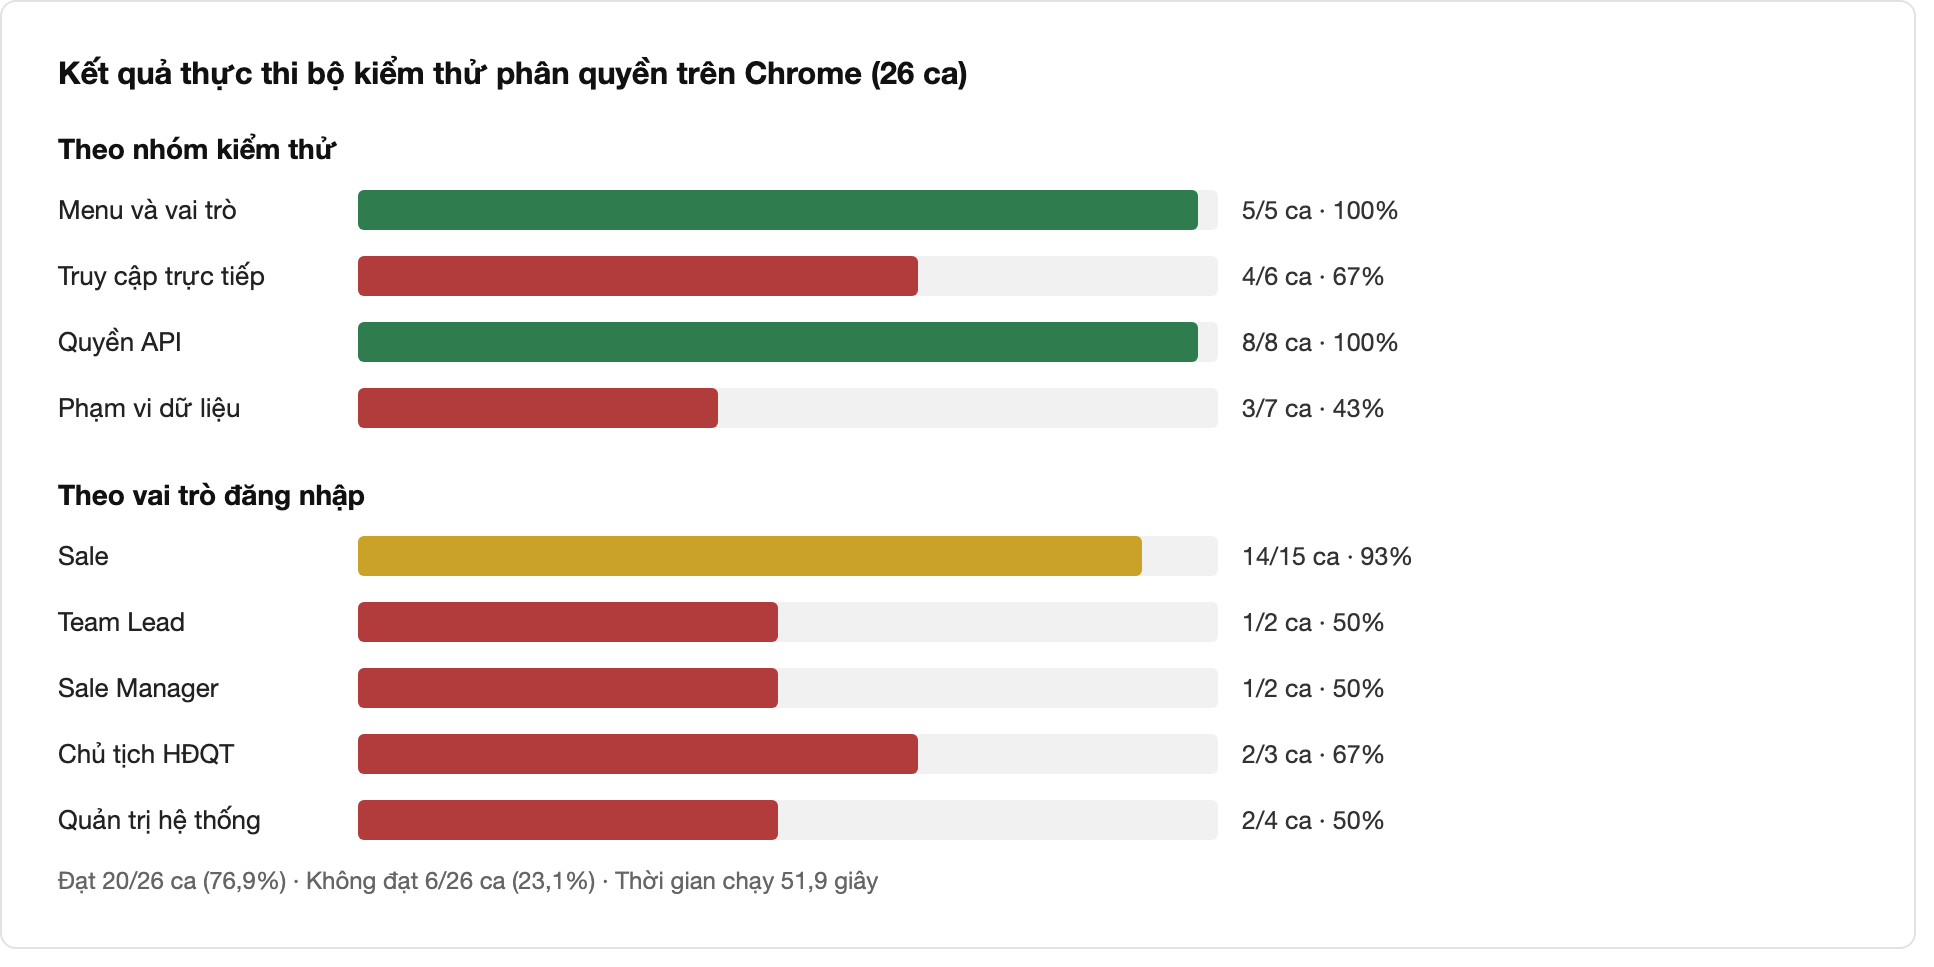 Kết quả thực thi bộ kiểm thử phân quyền trên Chrome (26 ca)
Theo nhóm kiểm thử
Menu và vai trò 5/5 ca · 100%
Truy cập trực tiếp 4/6 ca · 67%
Quyền API 8/8 ca · 100%
Phạm vi dữ liệu 3/7 ca · 43%
Theo vai trò đăng nhập
Sale 14/15 ca · 93%
Team Lead 1/2 ca · 50%
Sale Manager 1/2 ca · 50%
Chủ tịch HĐQT 2/3 ca · 67%
Quản trị hệ thống 2/4 ca · 50%
Đạt 20/26 ca (76,9%) · Không đạt 6/26 ca (23,1%) · Thời gian chạy 51,9 giây